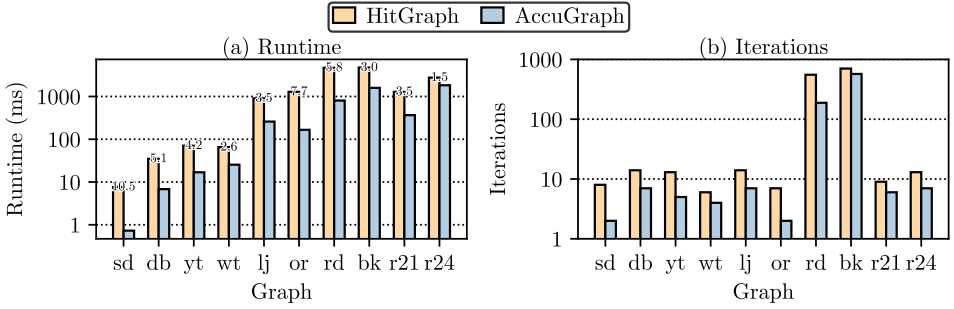 HitGraph AccuGraph
(a) Runtime
Runtime (ms)
1000
100
10
1
10.5 5.1 4.2 2.6 3.5 7.7 5.8 3.0 3.5 1.5
sd db yt wt lj or rd bk r21 r24
Graph
(b) Iterations
Iterations
1000
100
10
1
sd db yt wt lj or rd bk r21 r24
Graph